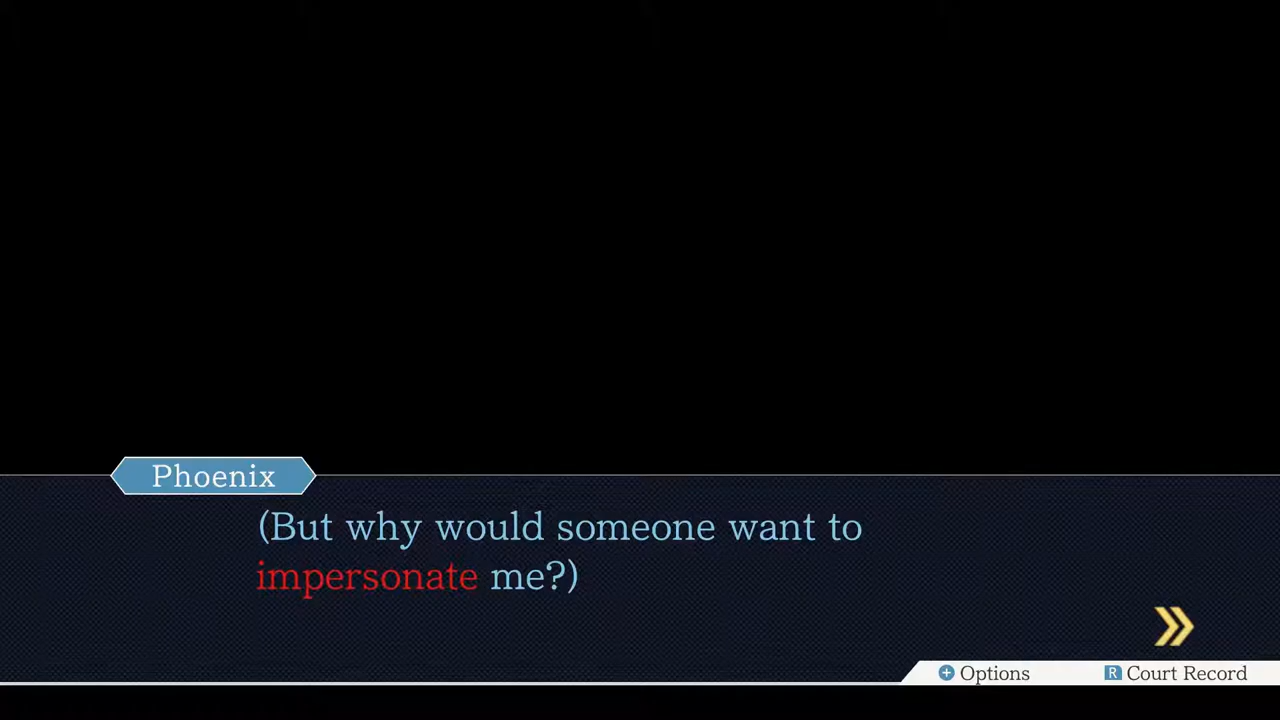 Phoenix
(But why would someone want to
impersonate me?)
+ Options
R Court Record